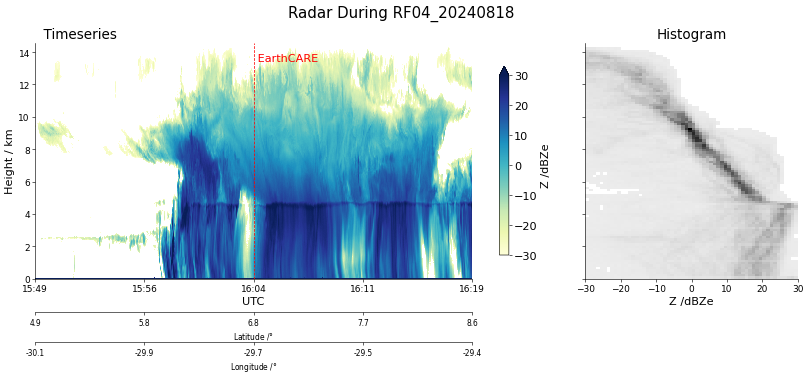 Radar During RF04_20240818
Timeseries
Histogram
EarthCARE
Height / km
14
12
10
8
6
4
2
0
15:49 15:56 16:04 16:11 16:19
UTC
4.9 5.8 6.8 7.7 8.6
Latitude /°
-30.1 -29.9 -29.7 -29.5 -29.4
Longitude /°
30
20
10
0
−10
−20
−30
Z /dBZe
−30 −20 −10 0 10 20 30
Z /dBZe